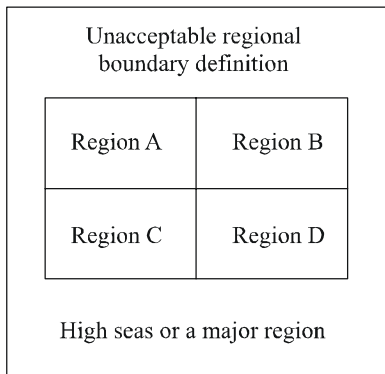 Unacceptable regional
boundary definition
Region A
Region B
Region C
Region D
High seas or a major region